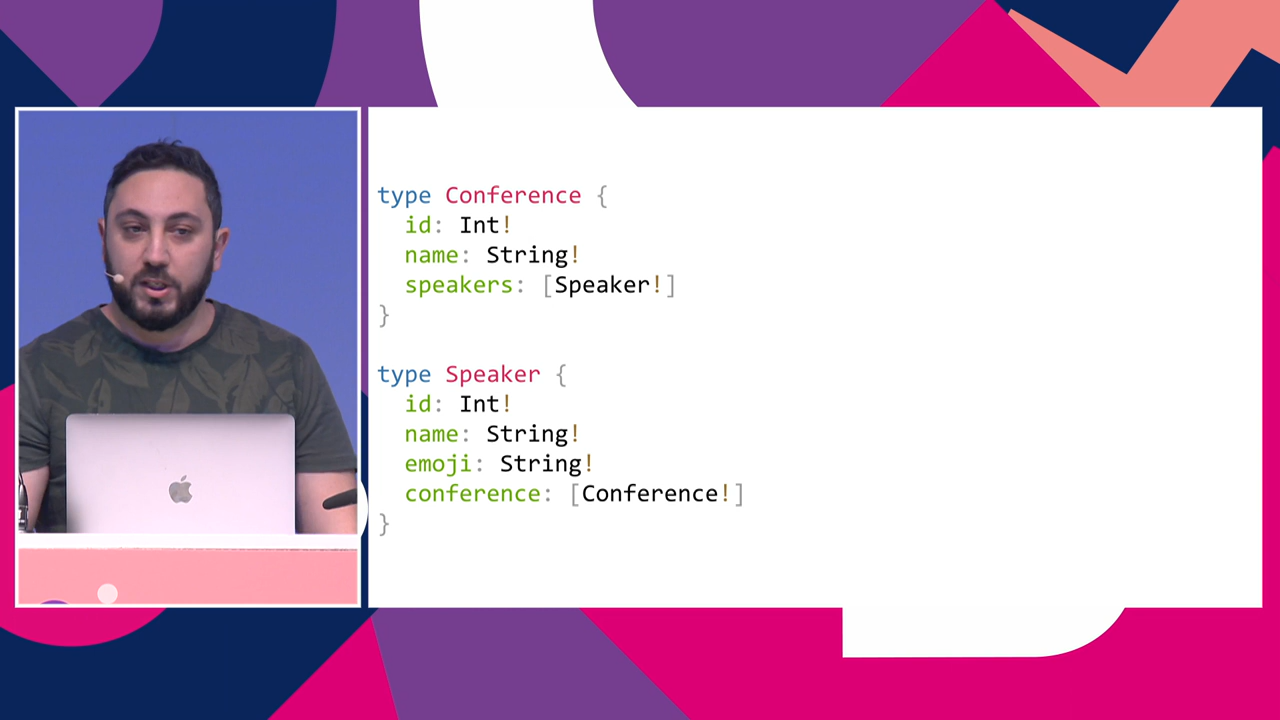 type Conference {
  id: Int!
  name: String!
  speakers: [Speaker!]
}
type Speaker {
  id: Int!
  name: String!
  emoji: String!
  conference: [Conference!]
}